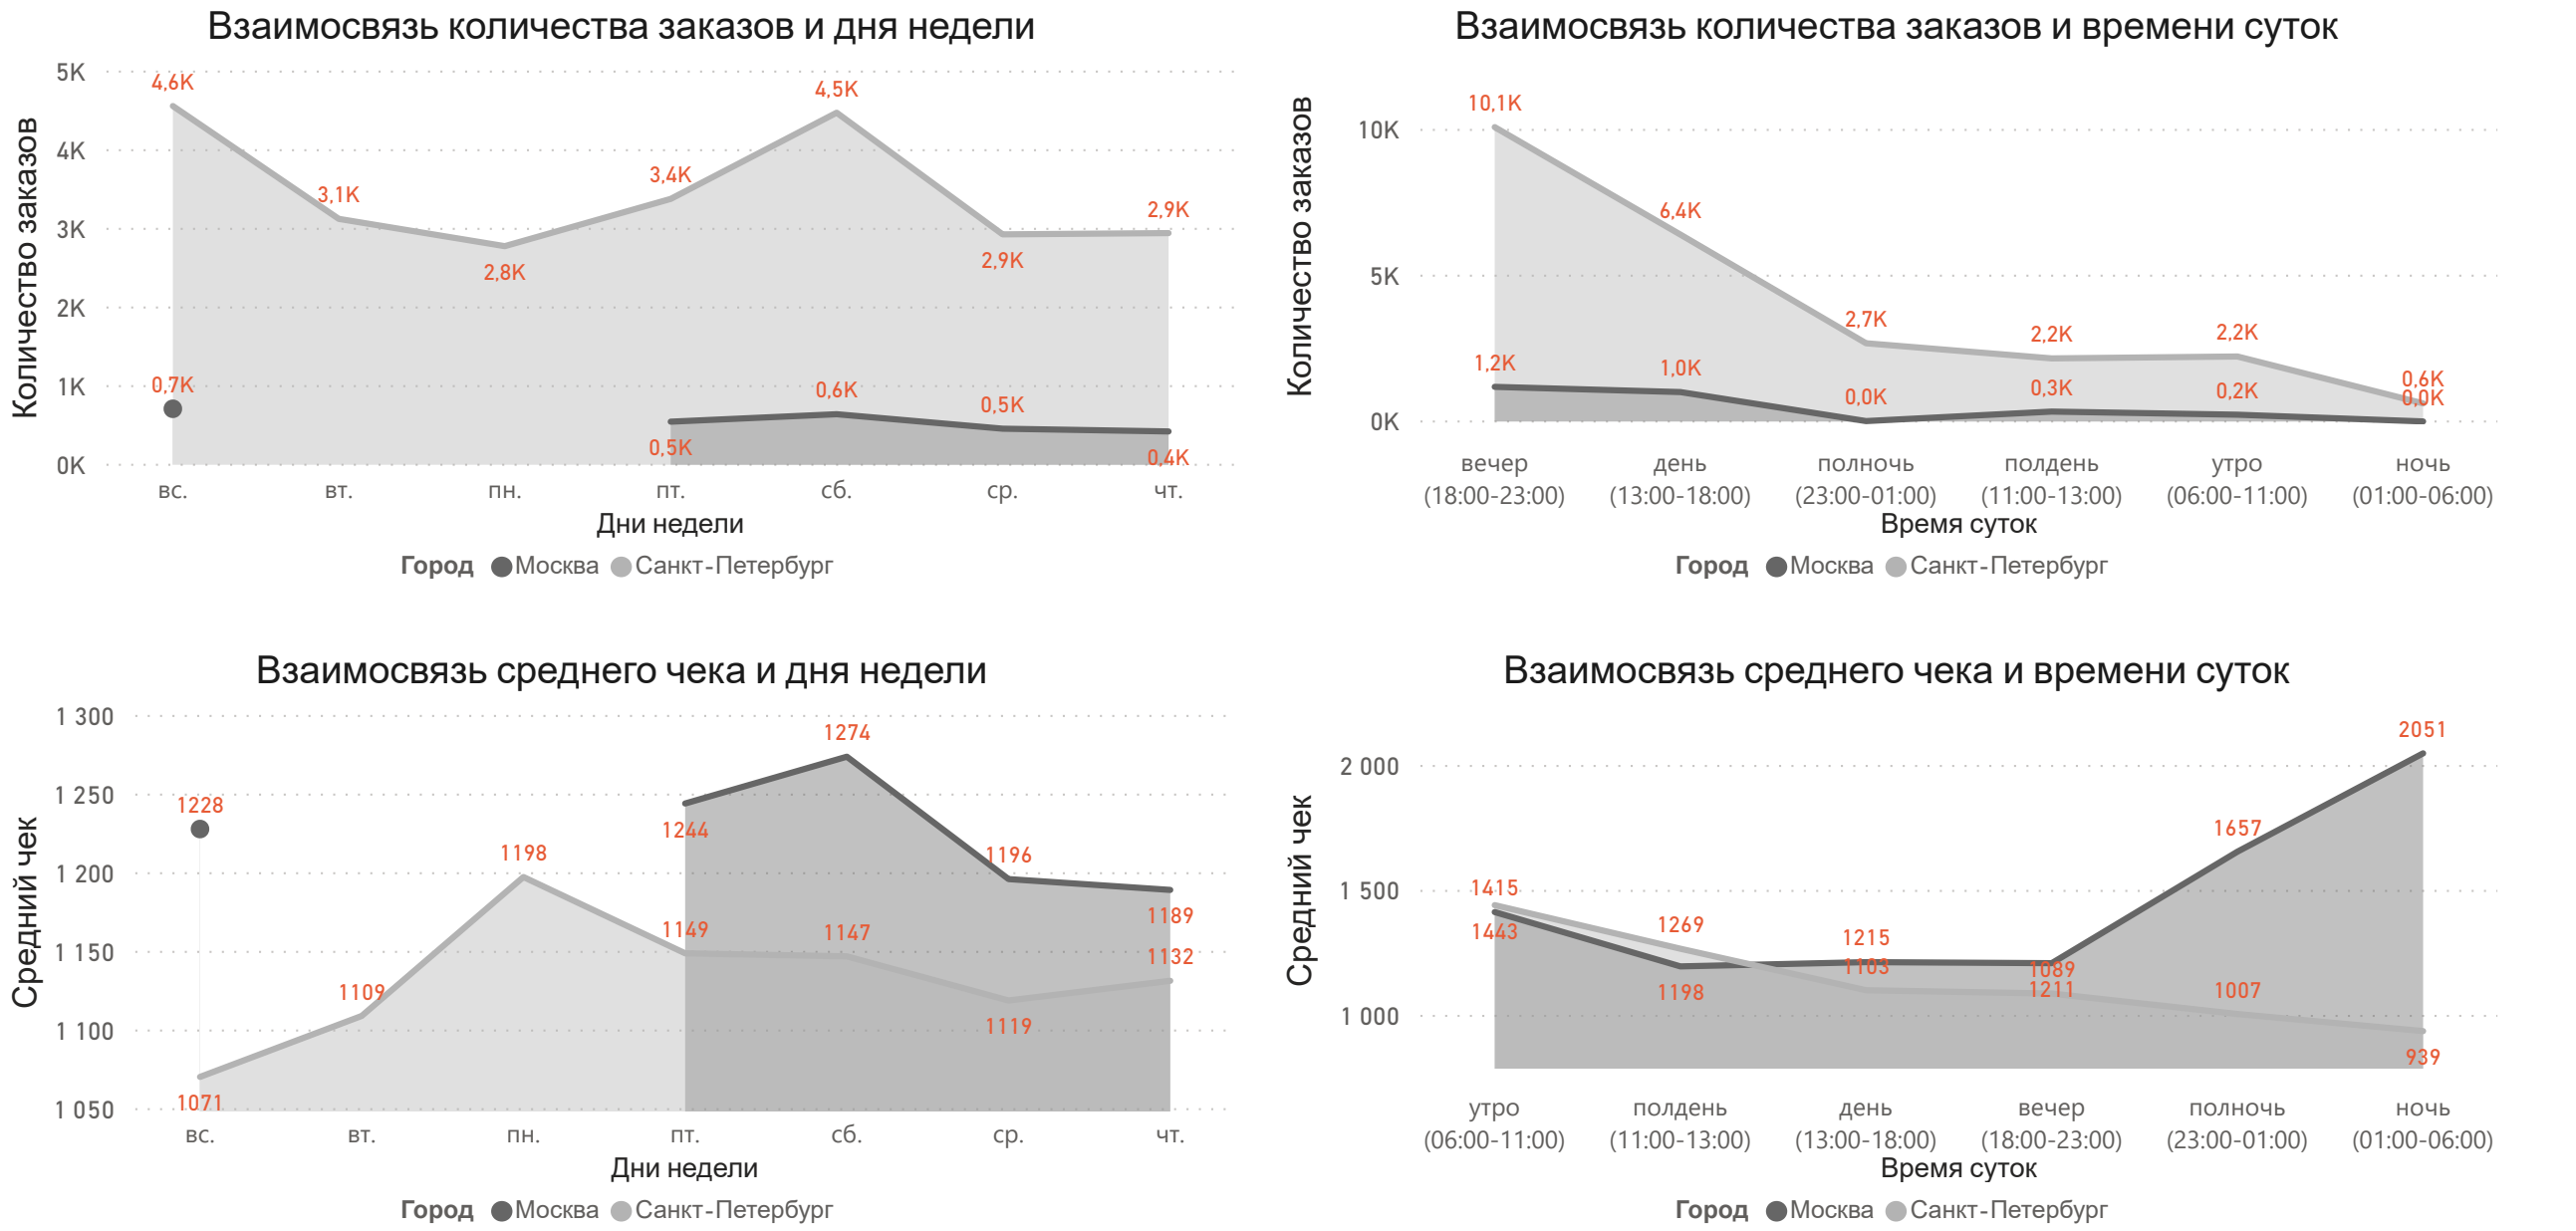 Взаимосвязь количества заказов и дня недели
Количество заказов
5K
4K
3K
2K
1K
0K
4,6K
3,1K
2,8K
3,4K
4,5K
2,9K
2,9K
0,7K
0,5K
0,6K
0,5K
0,4K
вс. вт. пн. пт. сб. ср. чт.
Дни недели
Город Москва Санкт-Петербург
Взаимосвязь количества заказов и времени суток
Количество заказов
10K
5K
0K
10,1K
6,4K
2,7K
2,2K
2,2K
0,6K
1,2K
1,0K
0,0K
0,3K
0,2K
0,0K
вечер день полночь полдень утро ночь
(18:00-23:00) (13:00-18:00) (23:00-01:00) (11:00-13:00) (06:00-11:00) (01:00-06:00)
Время суток
Город Москва Санкт-Петербург
Взаимосвязь среднего чека и дня недели
Средний чек
1 300
1 250
1 200
1 150
1 100
1 050
1228
1244
1274
1196
1189
1071
1109
1198
1149
1147
1119
1132
вс. вт. пн. пт. сб. ср. чт.
Дни недели
Город Москва Санкт-Петербург
Взаимосвязь среднего чека и времени суток
Средний чек
2 000
1 500
1 000
1415
1443
1269
1198
1215
1103
1089
1211
1657
1007
2051
939
утро полдень день вечер полночь ночь
(06:00-11:00) (11:00-13:00) (13:00-18:00) (18:00-23:00) (23:00-01:00) (01:00-06:00)
Время суток
Город Москва Санкт-Петербург